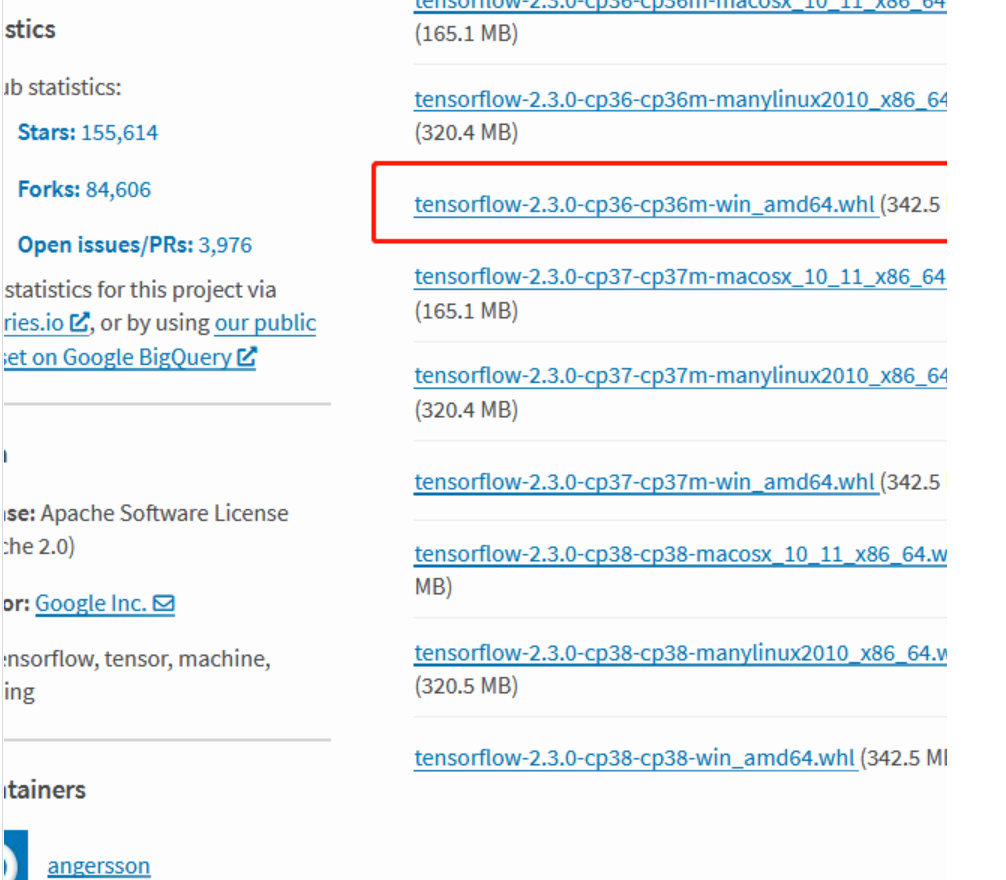 stics
ub statistics:
Stars: 155,614
Forks: 84,606
Open issues/PRs: 3,976
statistics for this project via
ries.io, or by using our public
set on Google BigQuery
se: Apache Software License
che 2.0)
or: Google Inc.
ensorflow, tensor, machine,
ing
tainers
angersson
tensorflow-2.3.0-cp36-cp36m-macosx_10_11_x86_64
(165.1 MB)
tensorflow-2.3.0-cp36-cp36m-manylinux2010_x86_64
(320.4 MB)
tensorflow-2.3.0-cp36-cp36m-win_amd64.whl (342.5
tensorflow-2.3.0-cp37-cp37m-macosx_10_11_x86_64
(165.1 MB)
tensorflow-2.3.0-cp37-cp37m-manylinux2010_x86_64
(320.4 MB)
tensorflow-2.3.0-cp37-cp37m-win_amd64.whl (342.5
tensorflow-2.3.0-cp38-cp38-macosx_10_11_x86_64.w
MB)
tensorflow-2.3.0-cp38-cp38-manylinux2010_x86_64.w
(320.5 MB)
tensorflow-2.3.0-cp38-cp38-win_amd64.whl (342.5 M